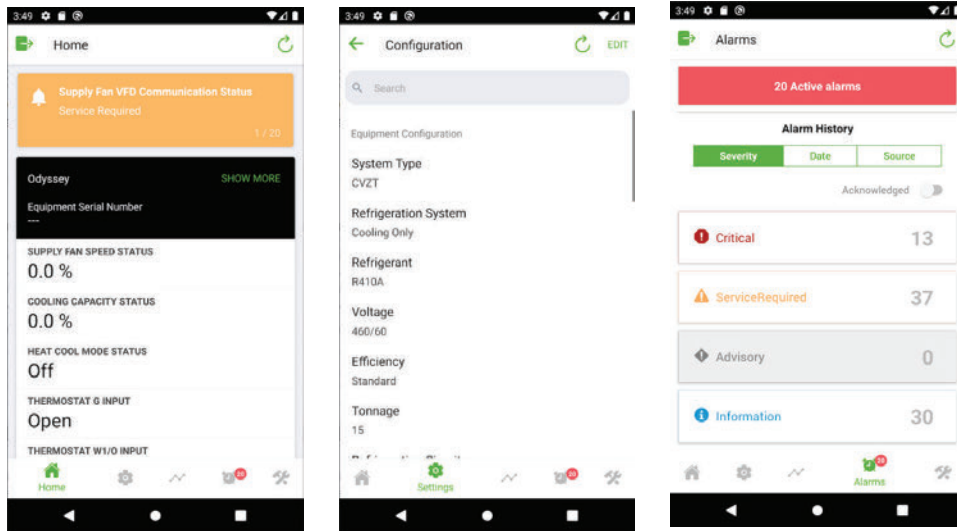 3:49
Home
Supply Fan VFD Communication Status
Service Required
1 / 20
Odyssey
SHOW MORE
Equipment Serial Number
---
SUPPLY FAN SPEED STATUS
0.0 %
COOLING CAPACITY STATUS
0.0 %
HEAT COOL MODE STATUS
Off
THERMOSTAT G INPUT
Open
THERMOSTAT W1/O INPUT
20
Home
3:49
Configuration
EDIT
Search
Equipment Configuration
System Type
CVZT
Refrigeration System
Cooling Only
Refrigerant
R410A
Voltage
460/60
Efficiency
Standard
Tonnage
15
20
Settings
3:49
Alarms
20 Active alarms
Alarm History
Severity Date Source
Acknowledged
Critical 13
ServiceRequired 37
Advisory 0
Information 30
20
Alarms